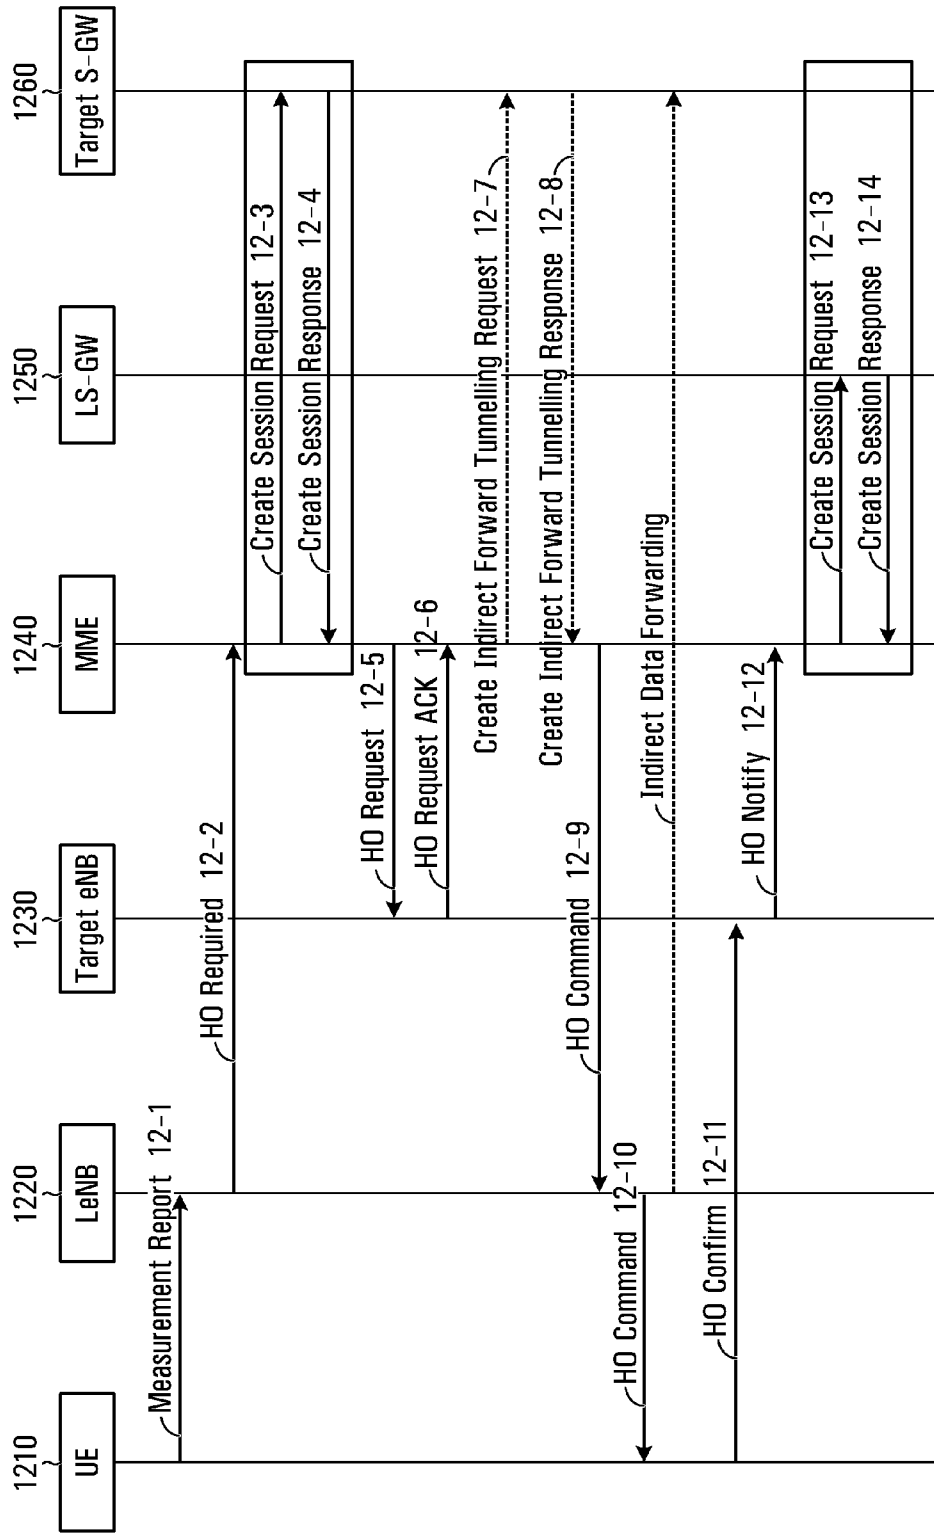 1210
UE
1220
LeNB
1230
Target eNB
1240
MME
1250
LS-GW
1260
Target S-GW
Measurement Report 12-1
HO Required 12-2
Create Session Request 12-3
Create Session Response 12-4
HO Request 12-5
HO Request ACK 12-6
Create Indirect Forward Tunnelling Request 12-7
Create Indirect Forward Tunnelling Response 12-8
HO Command 12-9
HO Command 12-10
Indirect Data Forwarding
HO Confirm 12-11
HO Notify 12-12
Create Session Request 12-13
Create Session Response 12-14